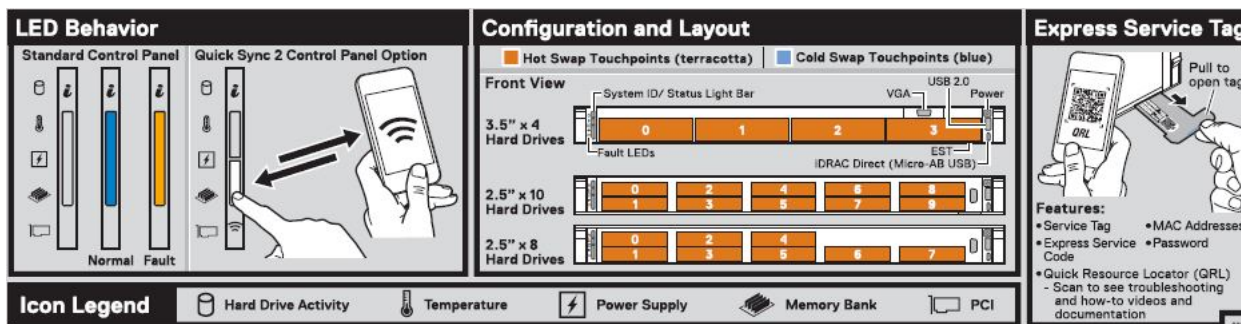 LED Behavior
Standard Control Panel
Quick Sync 2 Control Panel Option
i
i
i
i
Normal
Fault
QRL
Configuration and Layout
Hot Swap Touchpoints (terracotta)
Cold Swap Touchpoints (blue)
Front View
System ID/ Status Light Bar
VGA
USB 2.0
Power
3.5” x 4
Hard Drives
0
1
2
3
Fault LEDs
EST
iDRAC Direct (Micro-AB USB)
2.5” x 10
Hard Drives
0 2 4 6 8
1 3 5 7 9
2.5” x 8
Hard Drives
0 2 4
1 3 5 6 7
Express Service Tag
Pull to
open tag
QRL
Features:
• Service Tag
• MAC Addresses
• Express Service
Code
• Password
• Quick Resource Locator (QRL)
- Scan to see troubleshooting
and how-to videos and
documentation
Icon Legend
Hard Drive Activity
Temperature
Power Supply
Memory Bank
PCI